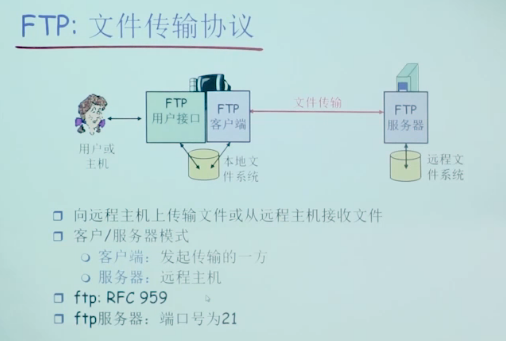 FTP: 文件传输协议
FTP
用户接口
FTP
客户端
文件传输
FTP
服务器
用户或
主机
本地文
件系统
远程文
件系统
向远程主机上传输文件或从远程主机接收文件
客户/服务器模式
客户端：发起传输的一方
服务器：远程主机
ftp: RFC 959
ftp服务器：端口号为21